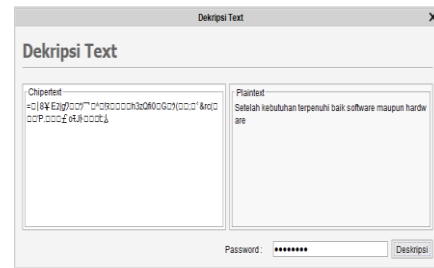 Dekripsi Text
X
Dekripsi Text
Chipertext
Plaintext
Setelah kebutuhan terpenuhi baik software maupun hardw
are
Password :
••••••••
Deskripsi